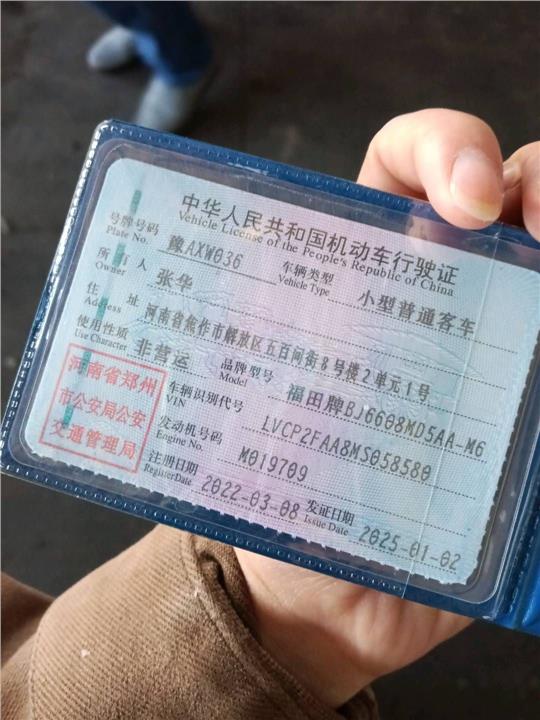 中华人民共和国机动车行驶证
Vehicle License of the People's Republic of China
号牌号码 豫AXW036 车辆类型 小型普通客车
Plate No. Vehicle Type
所有人 张华
Owner
住址 河南省焦作市解放区五百间街8号楼2单元1号
Address
使用性质 非营运 品牌型号 福田牌BJ6608MD5AA-M6
Use Character Model
河南省郑州
市公安局公安
交通管理局
车辆识别代号 LVCP2FAA8MS058580
VIN
发动机号码 M019709
Engine No.
注册日期 2022-03-08 发证日期 2025-01-02
Register Date Issue Date